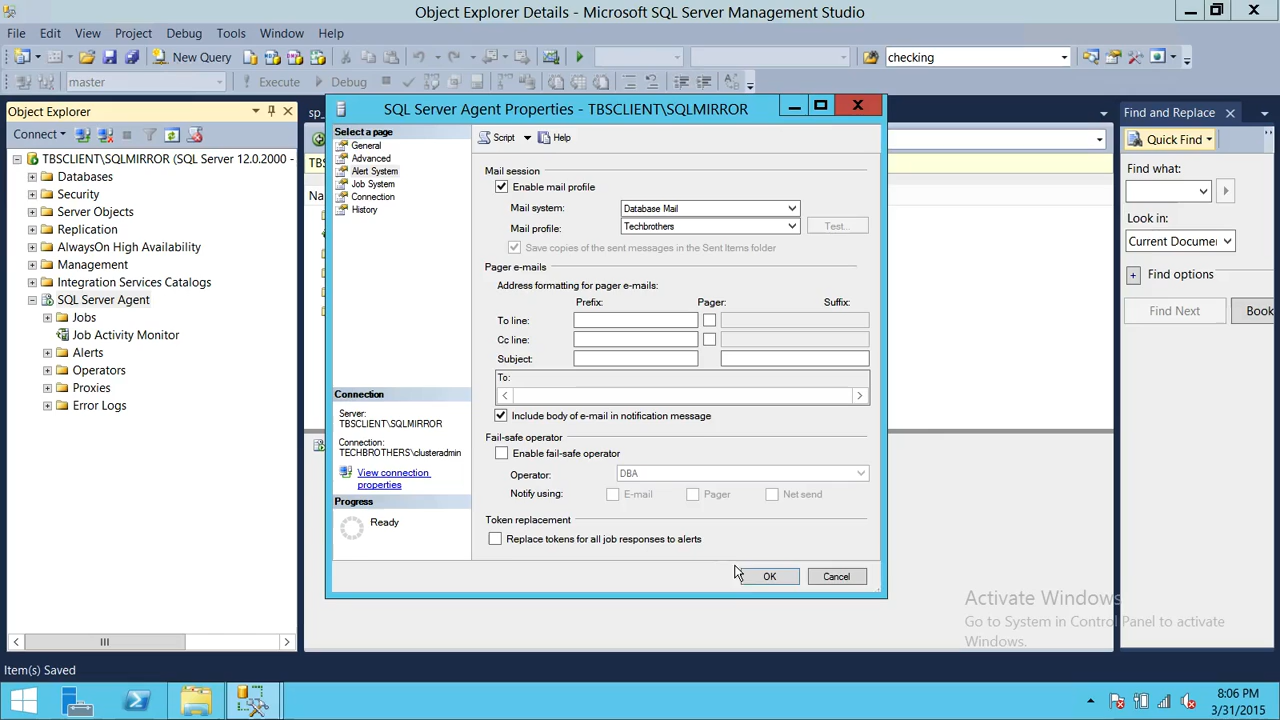 Object Explorer Details - Microsoft SQL Server Management Studio
File Edit View Project Debug Tools Window Help
New Query
checking
master
Execute
Debug
Object Explorer
Connect
TBSCLIENT\SQLMIRROR (SQL Server 12.0.2000 -
Databases
Security
Server Objects
Replication
AlwaysOn High Availability
Management
Integration Services Catalogs
SQL Server Agent
Jobs
Job Activity Monitor
Alerts
Operators
Proxies
Error Logs
SQL Server Agent Properties - TBSCLIENT\SQLMIRROR
Select a page
General
Advanced
Alert System
Job System
Connection
History
Connection
Server:
TBSCLIENT\SQLMIRROR
Connection:
TECHBROTHERS\clusteradmin
View connection
properties
Progress
Ready
Script
Help
Mail session
Enable mail profile
Mail system: Database Mail
Mail profile: Techbrothers Test...
Save copies of the sent messages in the Sent Items folder
Pager e-mails
Address formatting for pager e-mails:
Prefix: Pager: Suffix:
To line:
Cc line:
Subject:
To:
Include body of e-mail in notification message
Fail-safe operator
Enable fail-safe operator
Operator: DBA
Notify using: E-mail Pager Net send
Token replacement
Replace tokens for all job responses to alerts
OK Cancel
Find and Replace
Quick Find
Find what:
Look in:
Current Documen
Find options
Find Next
Book
Activate Windows
Go to System in Control Panel to activate
Windows.
Item(s) Saved
8:06 PM
3/31/2015